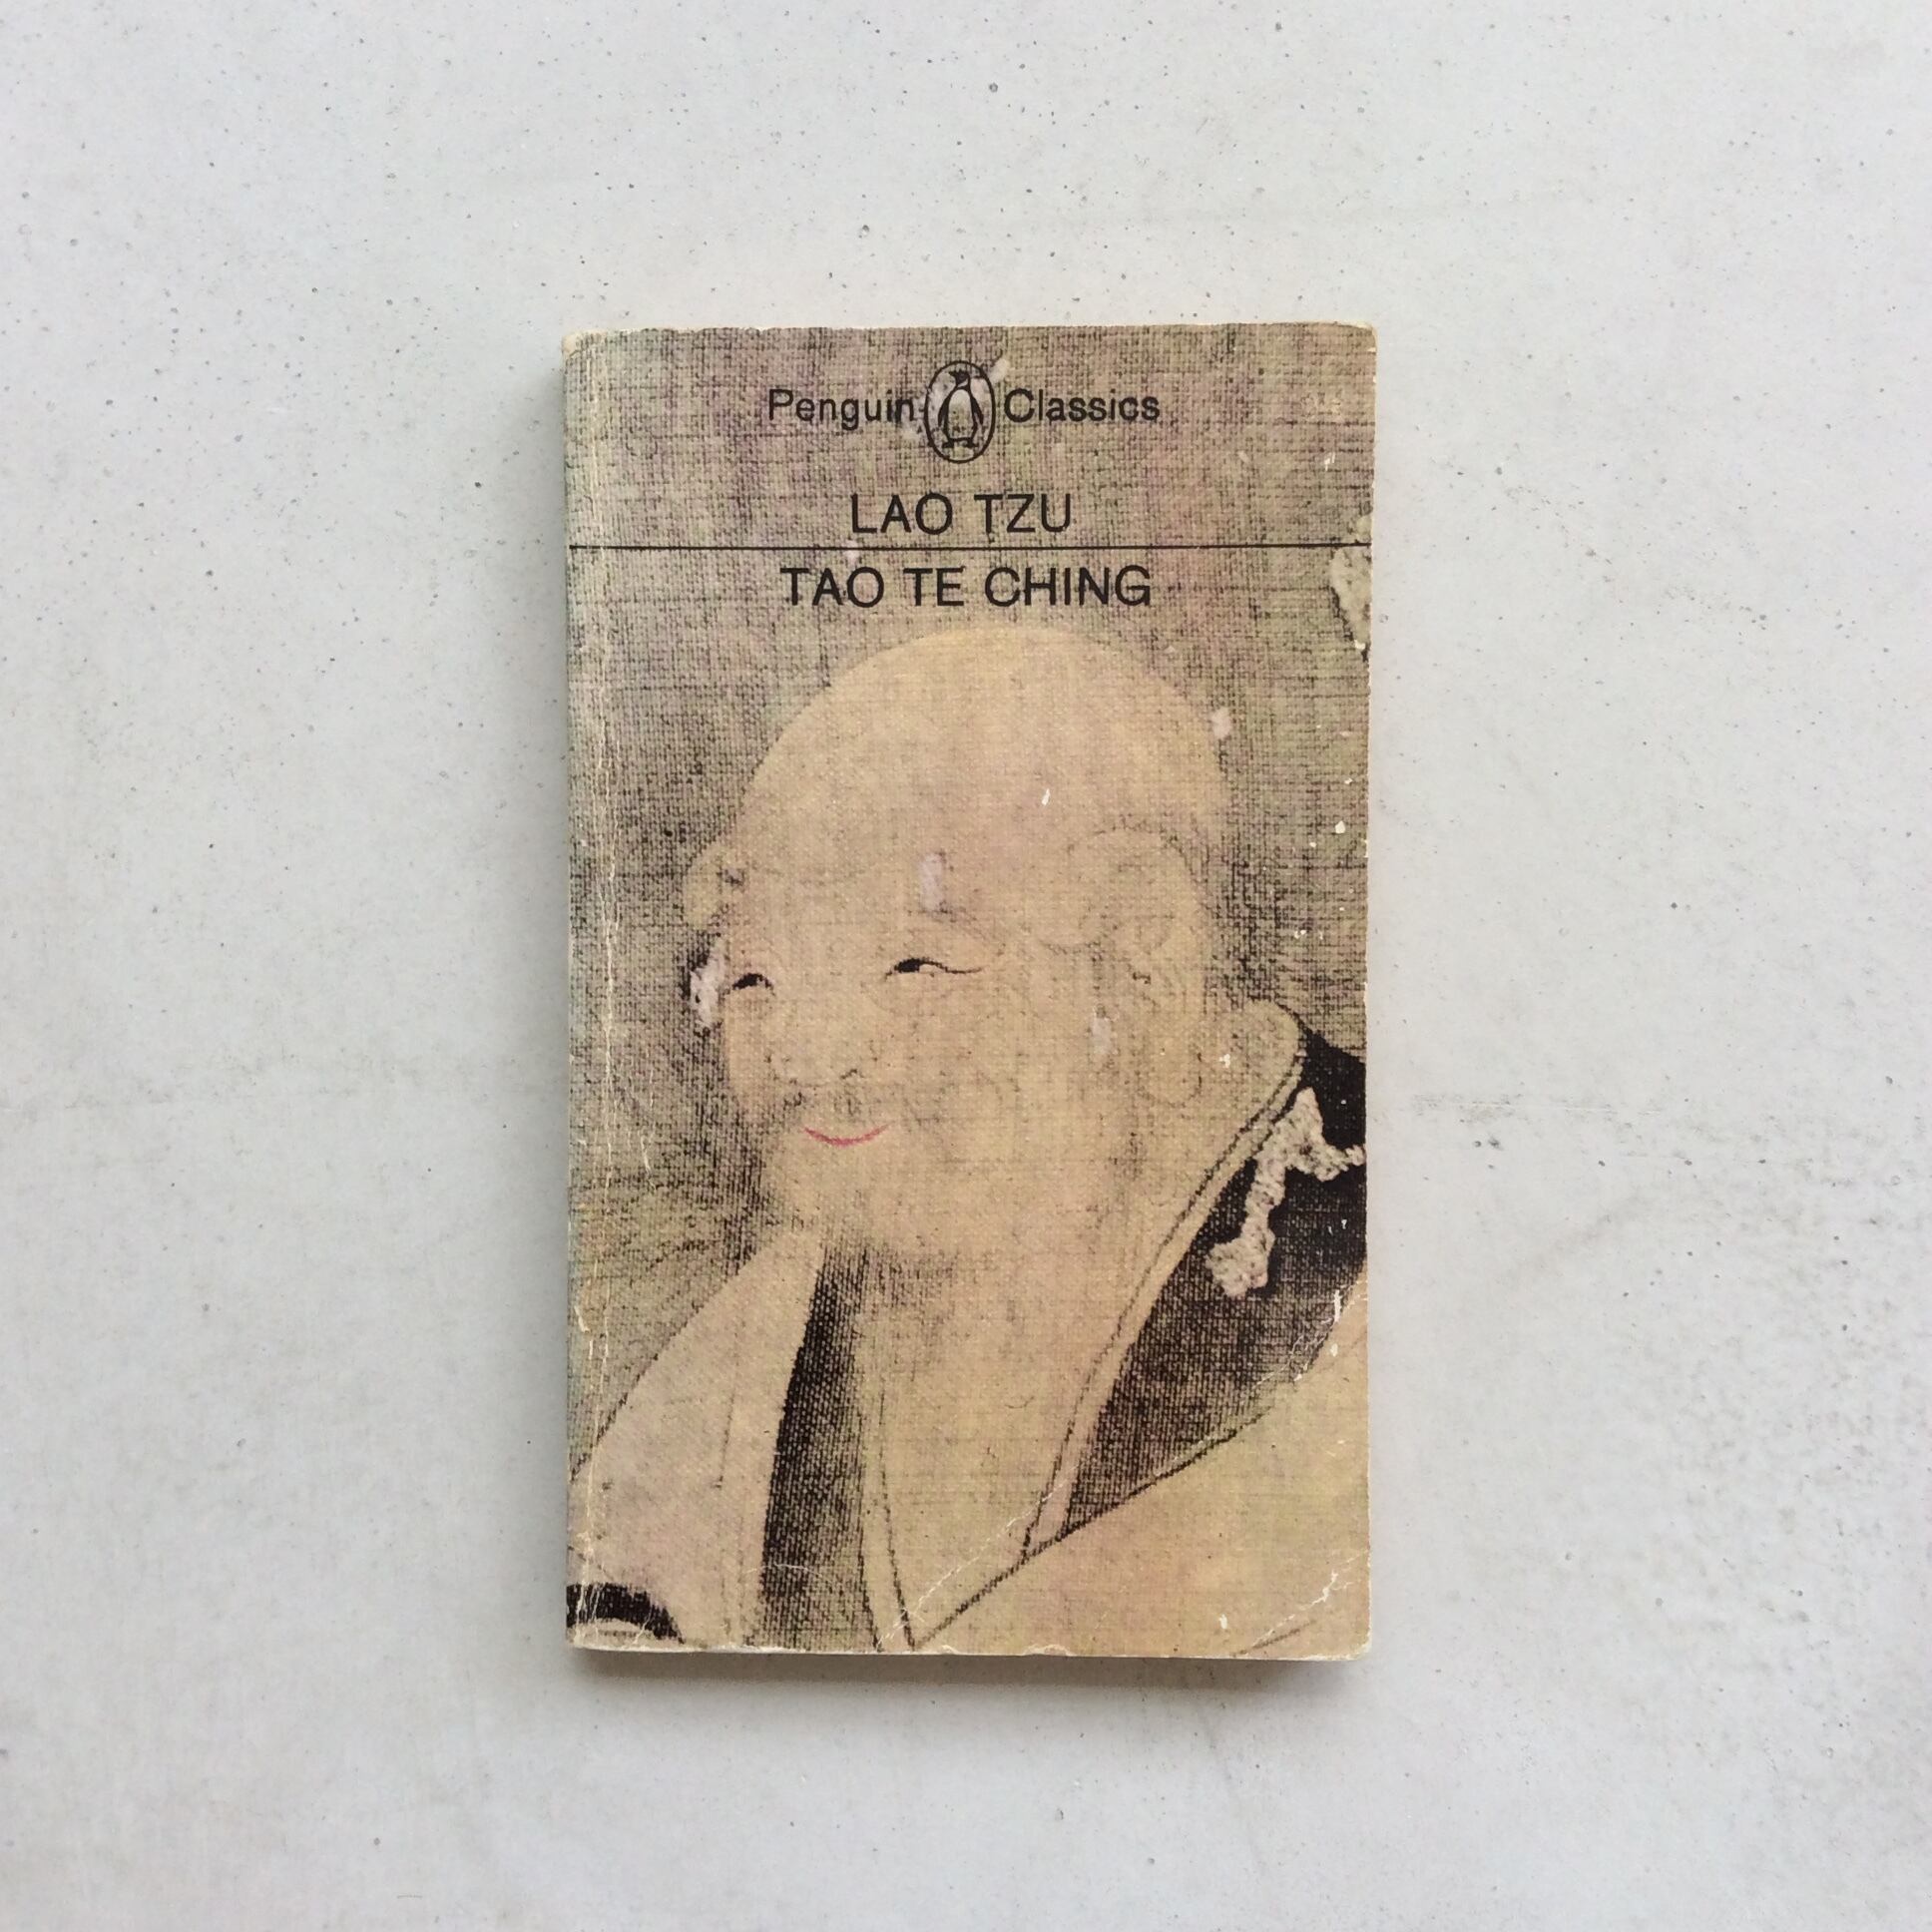 Penguin Classics
LAO TZU
TAO TE CHING